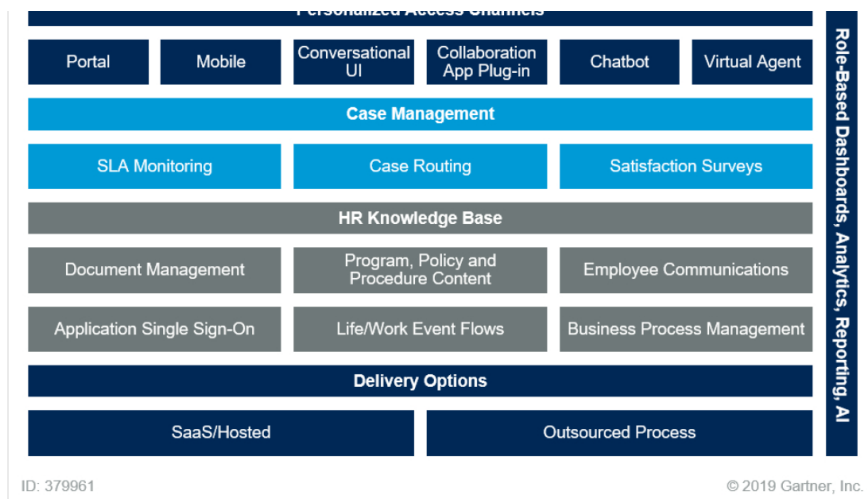 Personalized Access Channels
Portal
Mobile
Conversational
UI
Collaboration
App Plug-in
Chatbot
Virtual Agent
Case Management
SLA Monitoring
Case Routing
Satisfaction Surveys
HR Knowledge Base
Document Management
Program, Policy and
Procedure Content
Employee Communications
Application Single Sign-On
Life/Work Event Flows
Business Process Management
Delivery Options
SaaS/Hosted
Outsourced Process
Role-Based Dashboards, Analytics, Reporting, AI
ID: 379961
© 2019 Gartner, Inc.